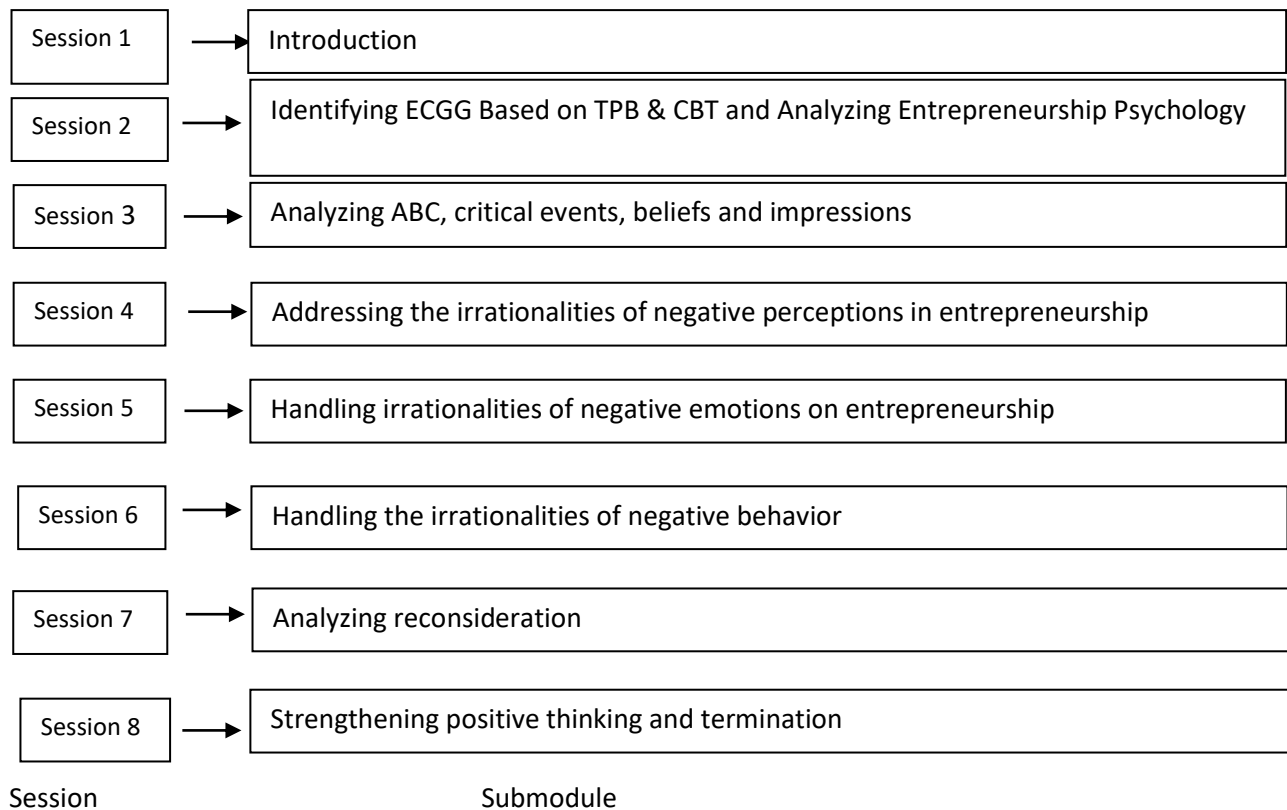 Session 1
Introduction
Session 2
Identifying ECGG Based on TPB & CBT and Analyzing Entrepreneurship Psychology
Session 3
Analyzing ABC, critical events, beliefs and impressions
Session 4
Addressing the irrationalities of negative perceptions in entrepreneurship
Session 5
Handling irrationalities of negative emotions on entrepreneurship
Session 6
Handling the irrationalities of negative behavior
Session 7
Analyzing reconsideration
Session 8
Strengthening positive thinking and termination
Session
Submodule